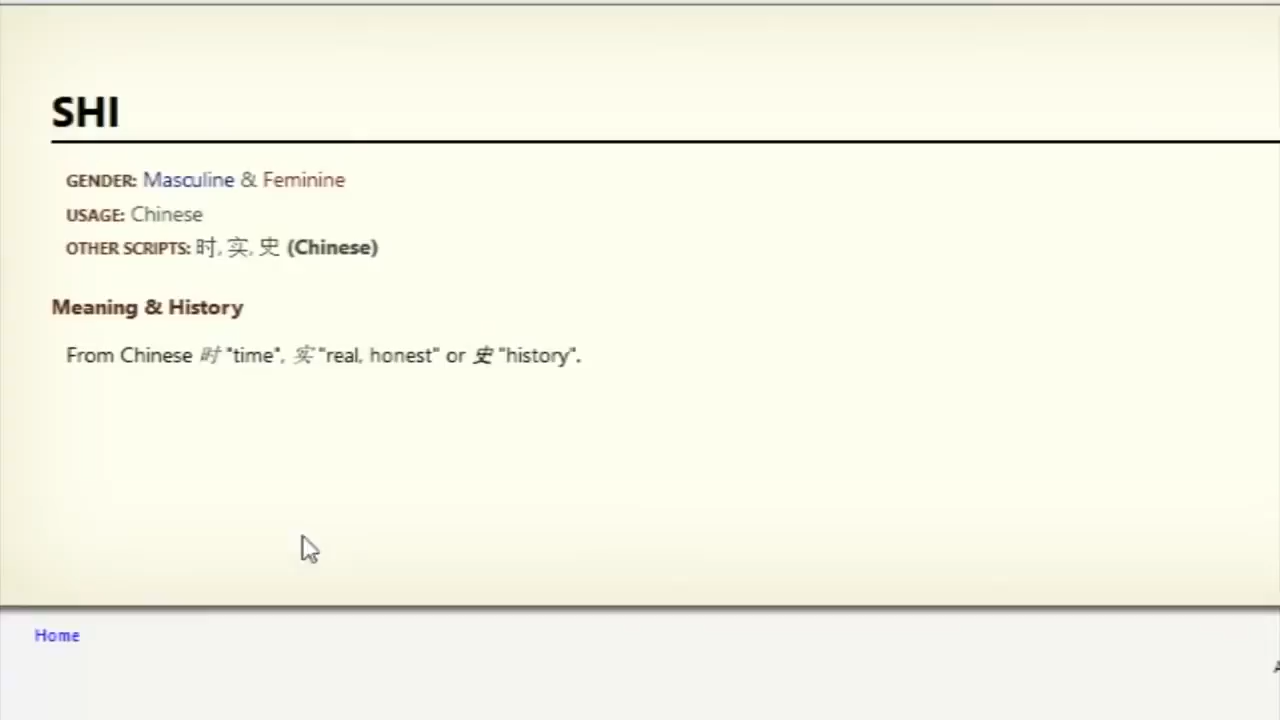 SHI
GENDER: Masculine & Feminine
USAGE: Chinese
OTHER SCRIPTS: 时, 实, 史 (Chinese)
Meaning & History
From Chinese 时 "time", 实 "real, honest" or 史 "history".
Home